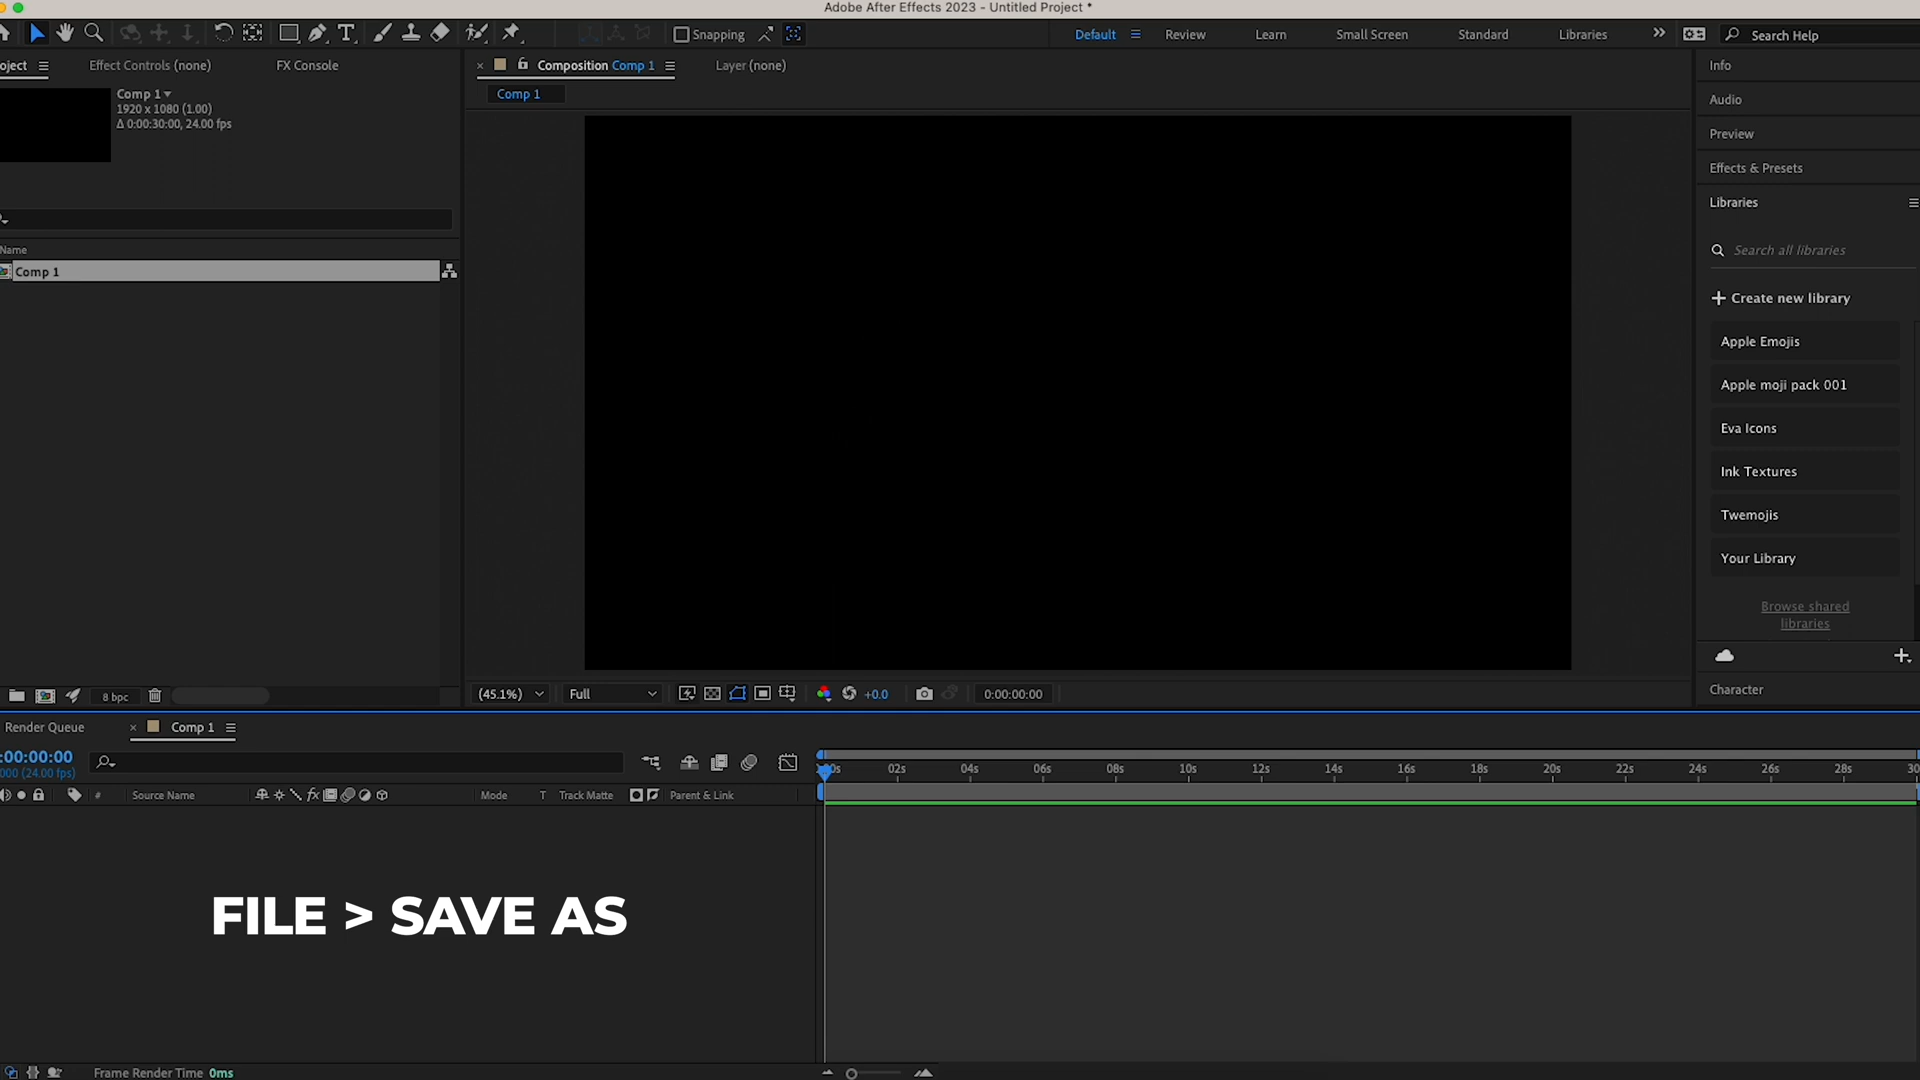 Adobe After Effects 2023 - Untitled Project *
Snapping
Default
Review
Learn
Small Screen
Standard
Libraries
Search Help
oject
Effect Controls (none)
FX Console
Composition Comp 1
Layer (none)
Comp 1
1920 x 1080 (1.00)
Δ 0:00:30:00, 24.00 fps
Comp 1
Name
Comp 1
8 bpc
(45.1%)
Full
+0.0
0:00:00:00
Info
Audio
Preview
Effects & Presets
Libraries
Search all libraries
+ Create new library
Apple Emojis
Apple moji pack 001
Eva Icons
Ink Textures
Twemojis
Your Library
Browse shared
libraries
Character
Render Queue
Comp 1
:00:00:00
000 (24.00 fps)
02s
04s
06s
08s
10s
12s
14s
16s
18s
20s
22s
24s
26s
28s
30
#
Source Name
fx
Mode
T
Track Matte
Parent & Link
FILE > SAVE AS
Frame Render Time 0ms